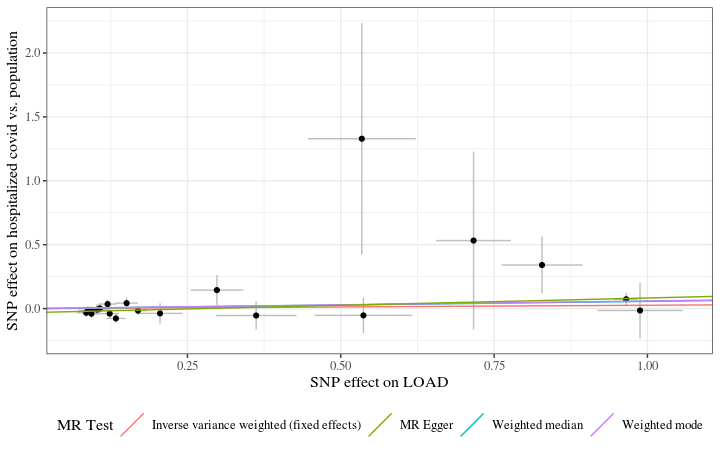 SNP effect on hospitalized covid vs. population
2.0
1.5
1.0
0.5
0.0
0.25
0.50
0.75
1.00
SNP effect on LOAD
MR Test
Inverse variance weighted (fixed effects)
MR Egger
Weighted median
Weighted mode